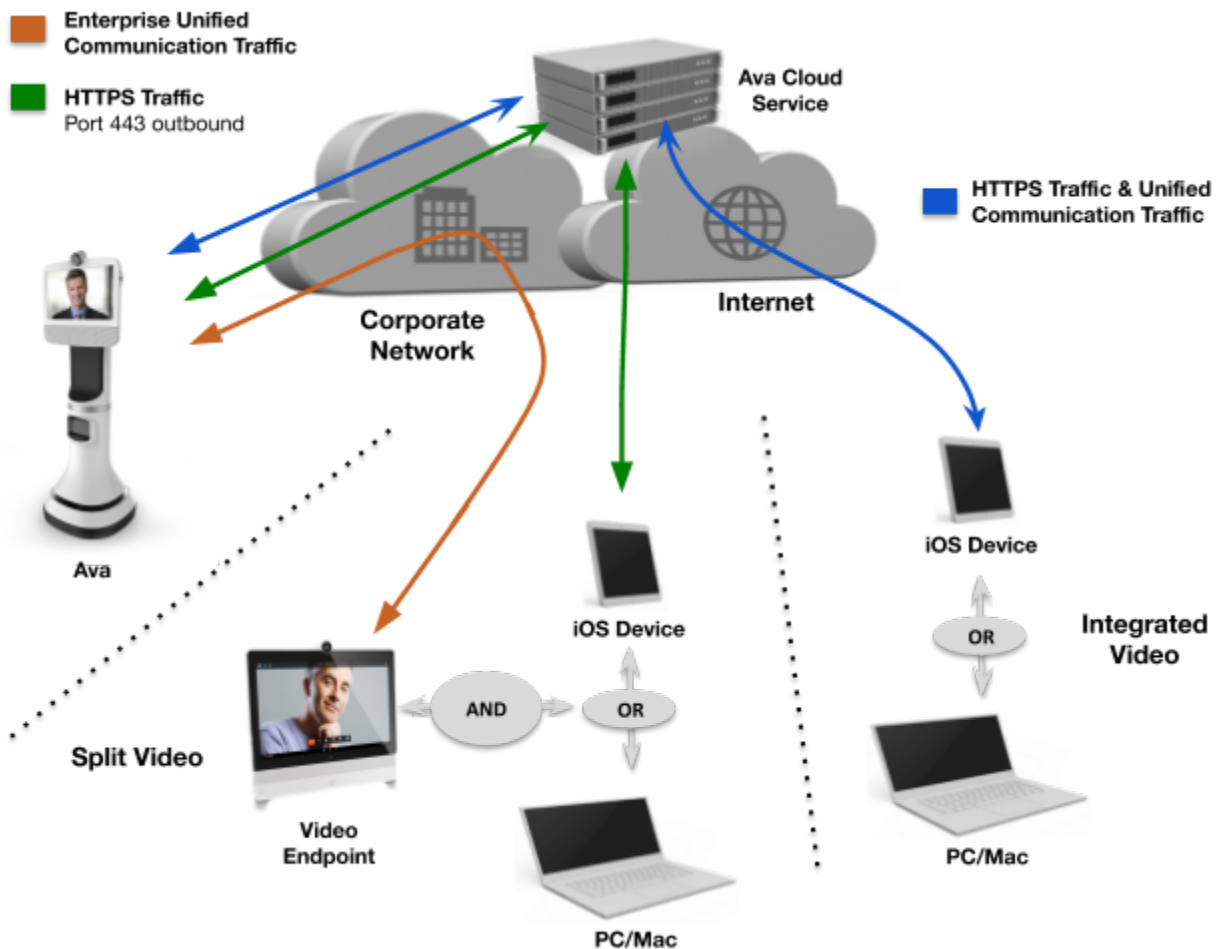 Enterprise Unified
Communication Traffic
HTTPS Traffic
Port 443 outbound
Ava Cloud
Service
HTTPS Traffic & Unified
Communication Traffic
Corporate
Network
Internet
Ava
iOS Device
iOS Device
OR
Integrated
Video
AND
OR
Split Video
Video
Endpoint
PC/Mac
PC/Mac